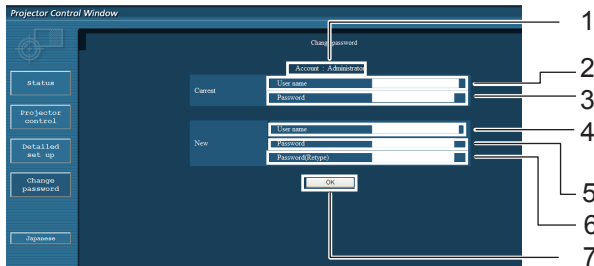 Projector Control Window
Change password
Account : Administrator
Status
Projector
control
Detailed
set up
Change
password
Japanese
Current
User name
Password
New
User name
Password
Password(Retype)
OK
1
2
3
4
5
6
7